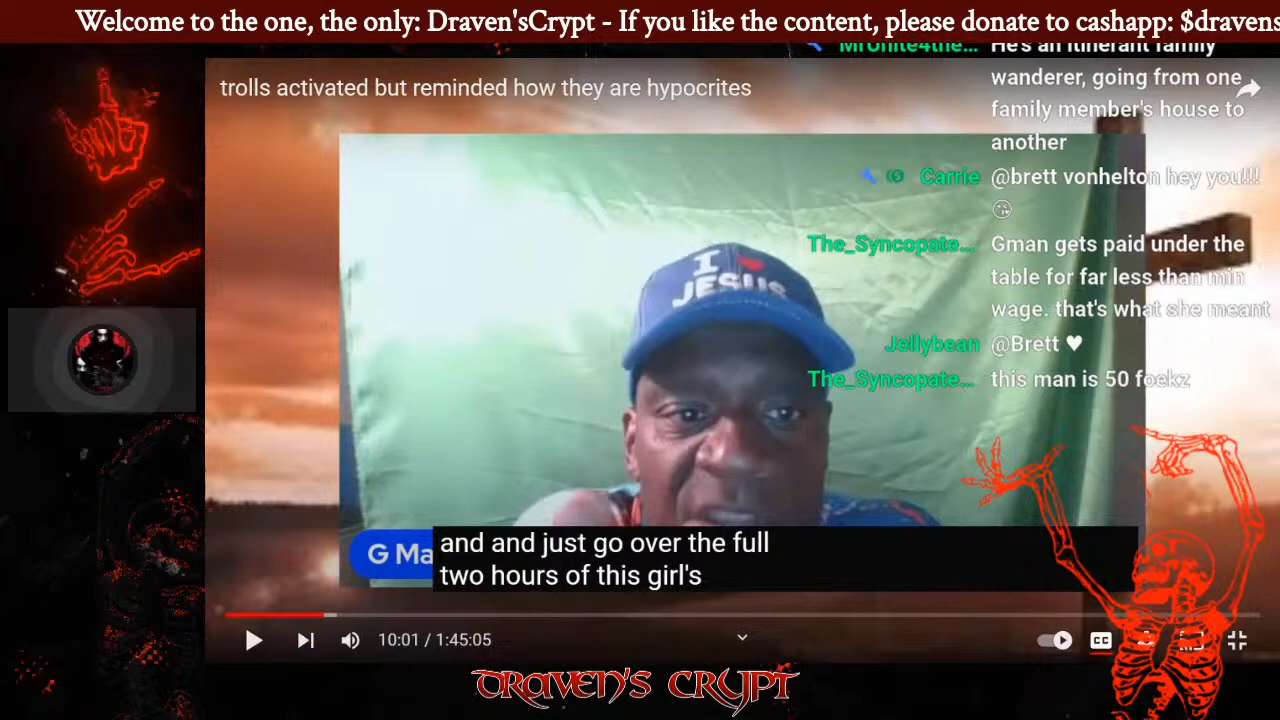 Welcome to the one, the only: Draven'sCrypt - If you like the content, please donate to cashapp: $dravens
MrUnite4the... He's an itinerant family
wanderer, going from one
family member's house to
another
trolls activated but reminded how they are hypocrites
Carrie @brett vonhelton hey you!!!
The_Syncopate... Gman gets paid under the
table for far less than min
wage. that's what she meant
Jellybean @Brett ♥
The_Syncopate... this man is 50 foekz
I ♥
JESUS
G Ma
and and just go over the full
two hours of this girl's
10:01 / 1:45:05
CC
DRAVEN'S CRYPT